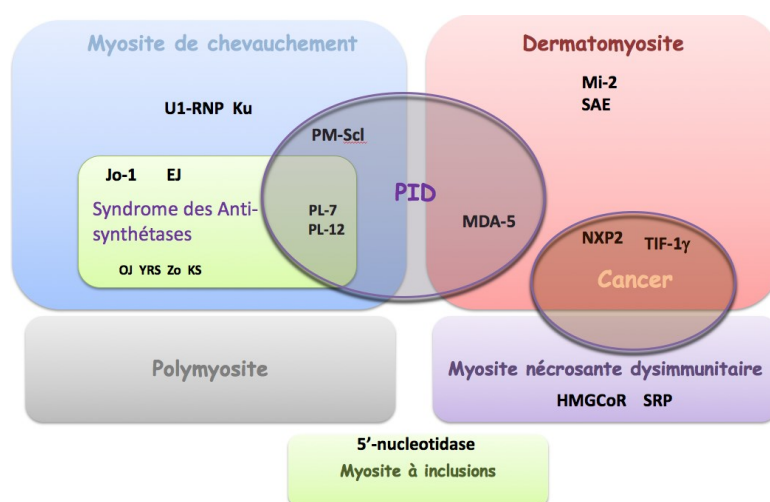 Myosite de chevauchement
Dermatomyosite
Mi-2
SAE
U1-RNP Ku
PM-Scl
Jo-1 EJ
Syndrome des Anti-
synthétases
PL-7
PL-12
OJ YRS Zo KS
PID
MDA-5
NXP2 TIF-1γ
Cancer
Polymyosite
Myosite nécrosante dysimmunitaire
HMGCoR SRP
5’-nucleotidase
Myosite à inclusions